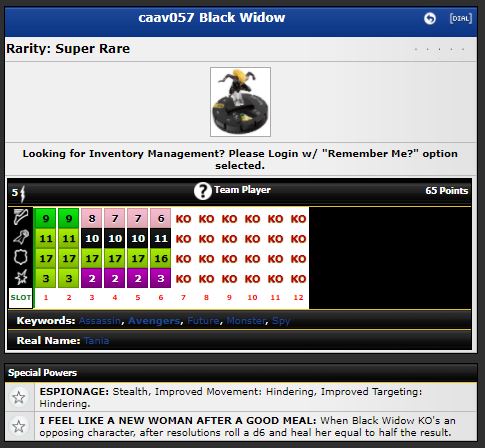 caav057 Black Widow
[DIAL]
Rarity: Super Rare
Looking for Inventory Management? Please Login w/ "Remember Me?" option
selected.
5 Team Player 65 Points
9 9 8 7 7 6 KO KO KO KO KO KO
11 11 10 10 10 11 KO KO KO KO KO KO
17 17 17 17 17 16 KO KO KO KO KO KO
3 3 2 2 2 3 KO KO KO KO KO KO
SLOT 1 2 3 4 5 6 7 8 9 10 11 12
Keywords: Assassin, Avengers, Future, Monster, Spy
Real Name: Tania
Special Powers
ESPIONAGE: Stealth, Improved Movement: Hindering, Improved Targeting:
Hindering.
I FEEL LIKE A NEW WOMAN AFTER A GOOD MEAL: When Black Widow KO's an
opposing character, after resolutions roll a d6 and heal her equal to half the result.